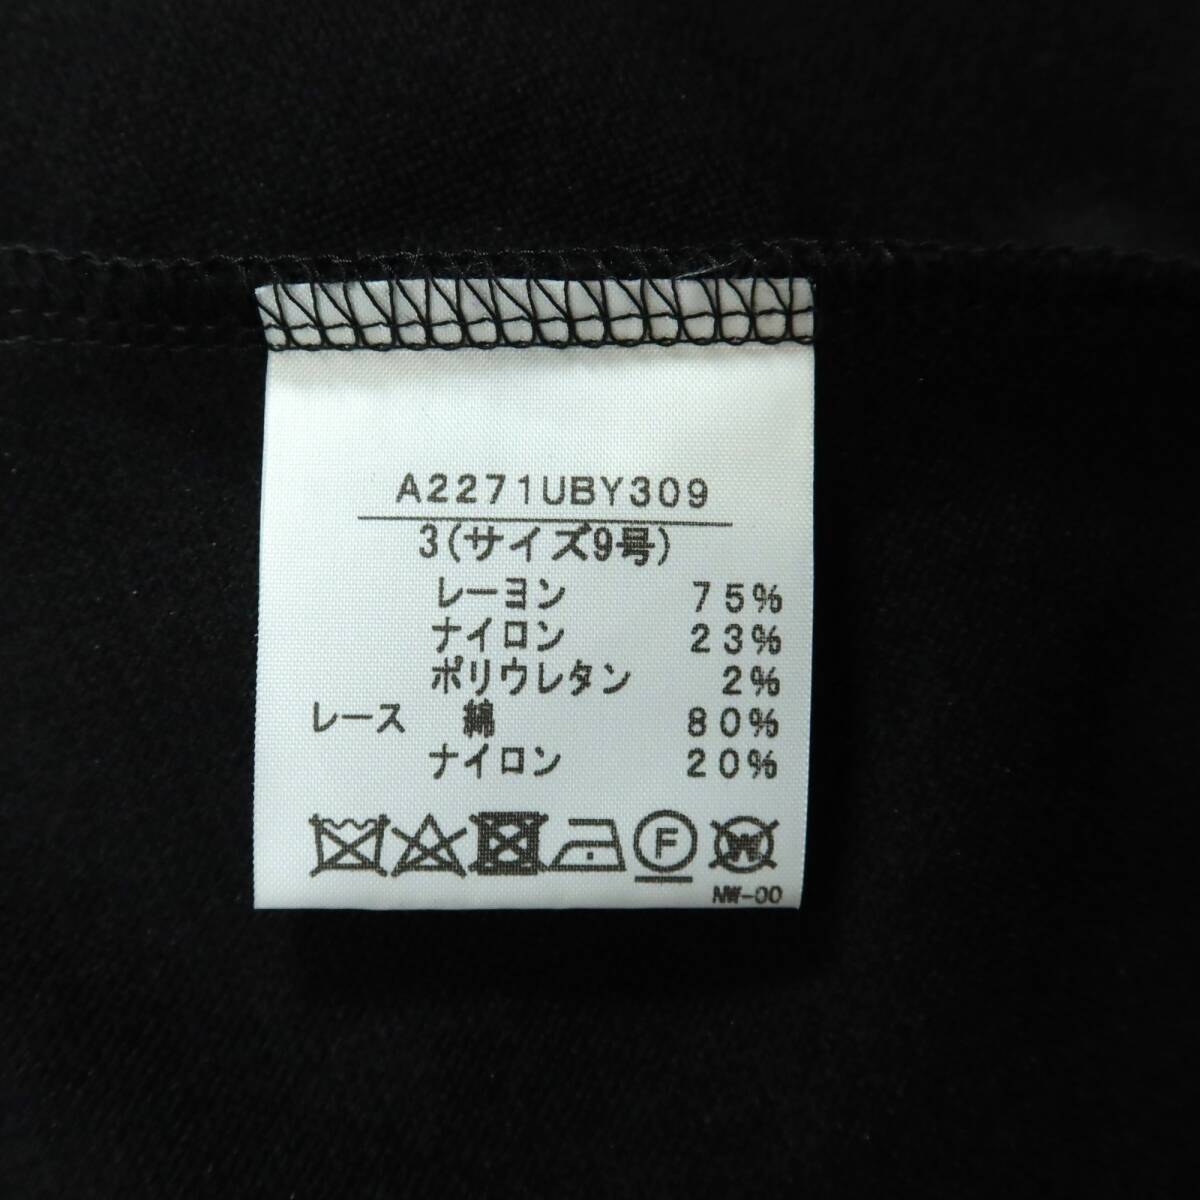 A2271UBY309
3(サイズ9号)
レーヨン 75%
ナイロン 23%
ポリウレタン 2%
レース 綿 80%
ナイロン 20%
F W
NW-00